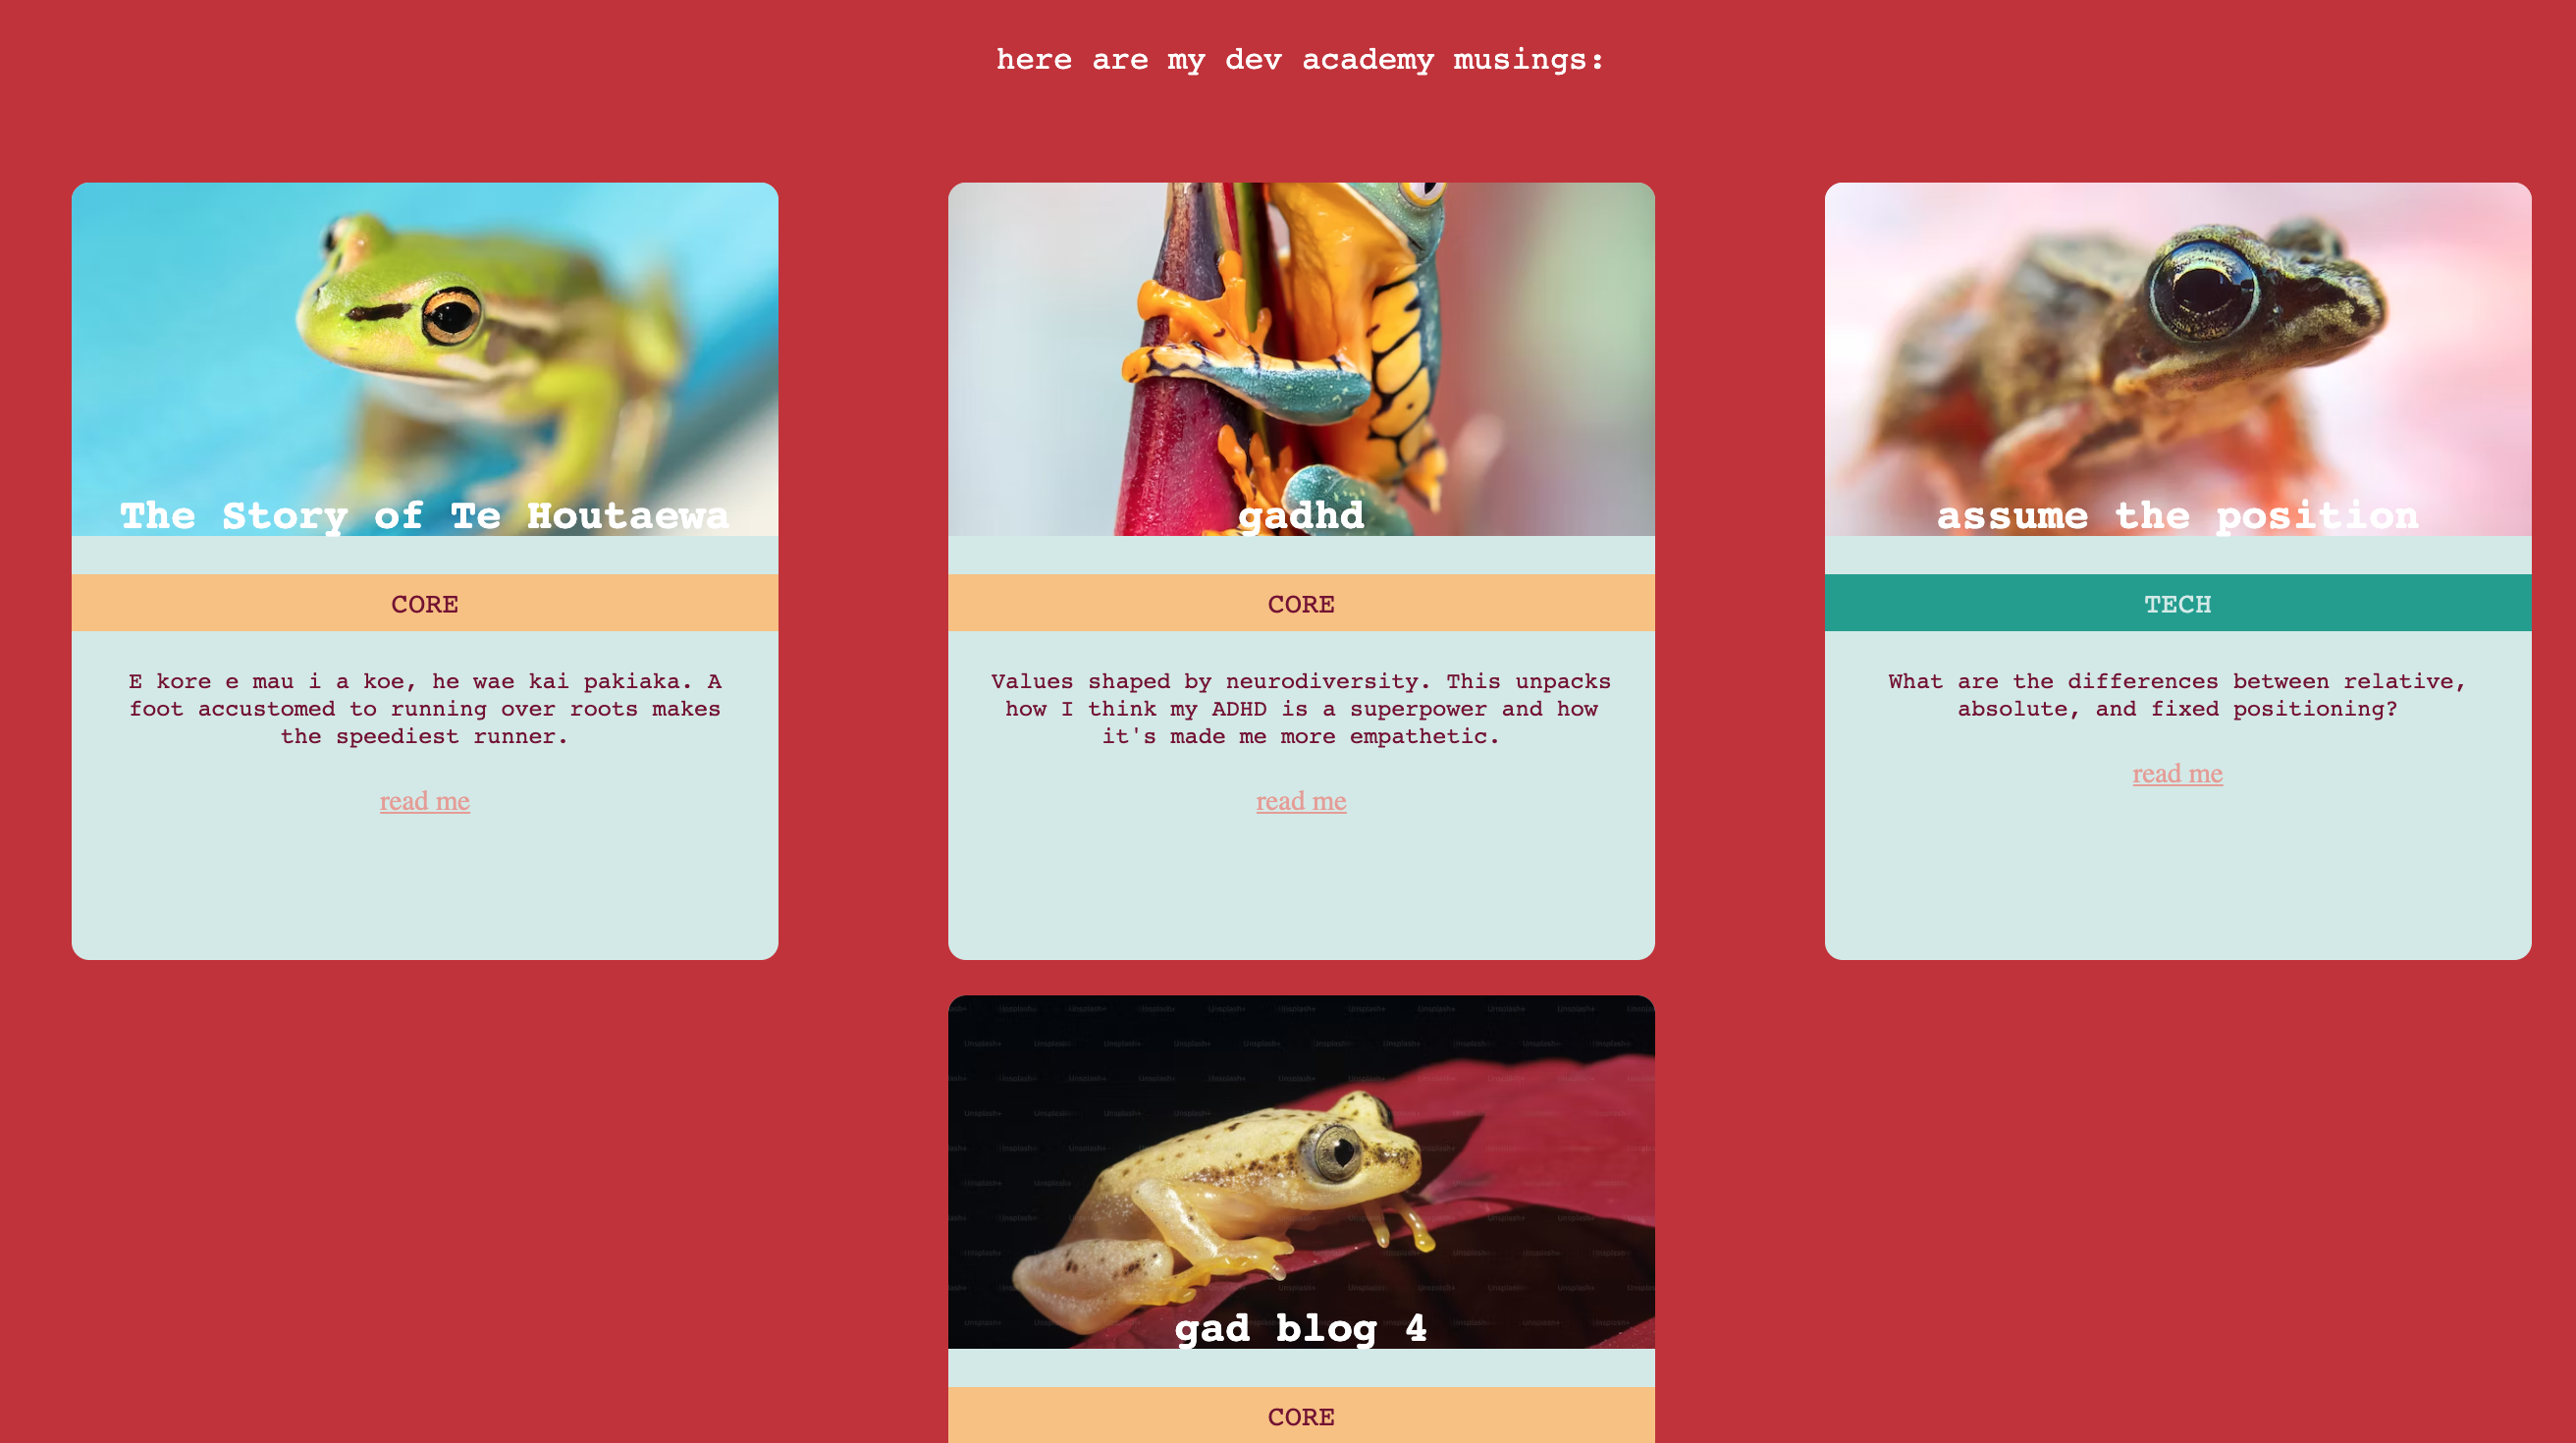 here are my dev academy musings:
The Story of Te Houtaewa
CORE
E kore e mau i a koe, he wae kai pakiaka. A
foot accustomed to running over roots makes
the speediest runner.
read me
gadhd
CORE
Values shaped by neurodiversity. This unpacks
how I think my ADHD is a superpower and how
it's made me more empathetic.
read me
assume the position
TECH
What are the differences between relative,
absolute, and fixed positioning?
read me
Unsplash+
gad blog 4
CORE